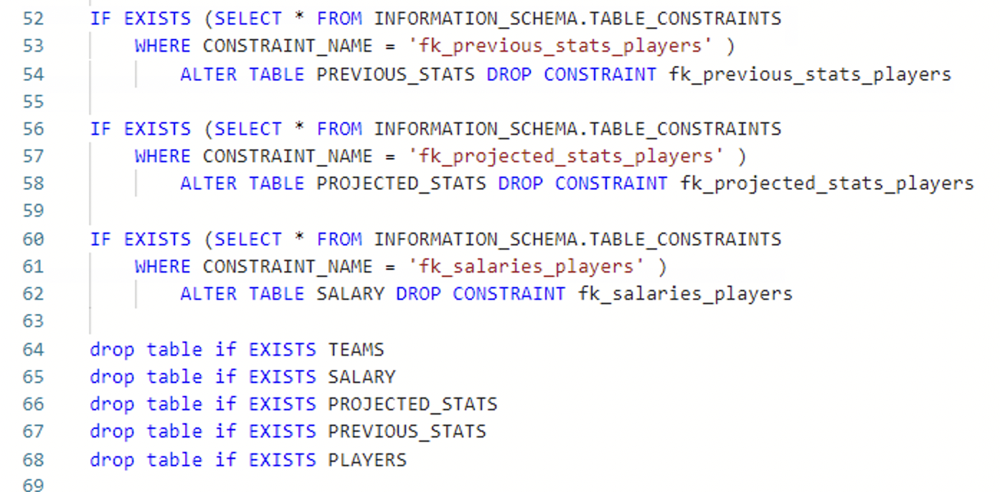 52 IF EXISTS (SELECT * FROM INFORMATION_SCHEMA.TABLE_CONSTRAINTS
53 WHERE CONSTRAINT_NAME = 'fk_previous_stats_players' )
54 ALTER TABLE PREVIOUS_STATS DROP CONSTRAINT fk_previous_stats_players
55
56 IF EXISTS (SELECT * FROM INFORMATION_SCHEMA.TABLE_CONSTRAINTS
57 WHERE CONSTRAINT_NAME = 'fk_projected_stats_players' )
58 ALTER TABLE PROJECTED_STATS DROP CONSTRAINT fk_projected_stats_players
59
60 IF EXISTS (SELECT * FROM INFORMATION_SCHEMA.TABLE_CONSTRAINTS
61 WHERE CONSTRAINT_NAME = 'fk_salaries_players' )
62 ALTER TABLE SALARY DROP CONSTRAINT fk_salaries_players
63
64 drop table if EXISTS TEAMS
65 drop table if EXISTS SALARY
66 drop table if EXISTS PROJECTED_STATS
67 drop table if EXISTS PREVIOUS_STATS
68 drop table if EXISTS PLAYERS
69